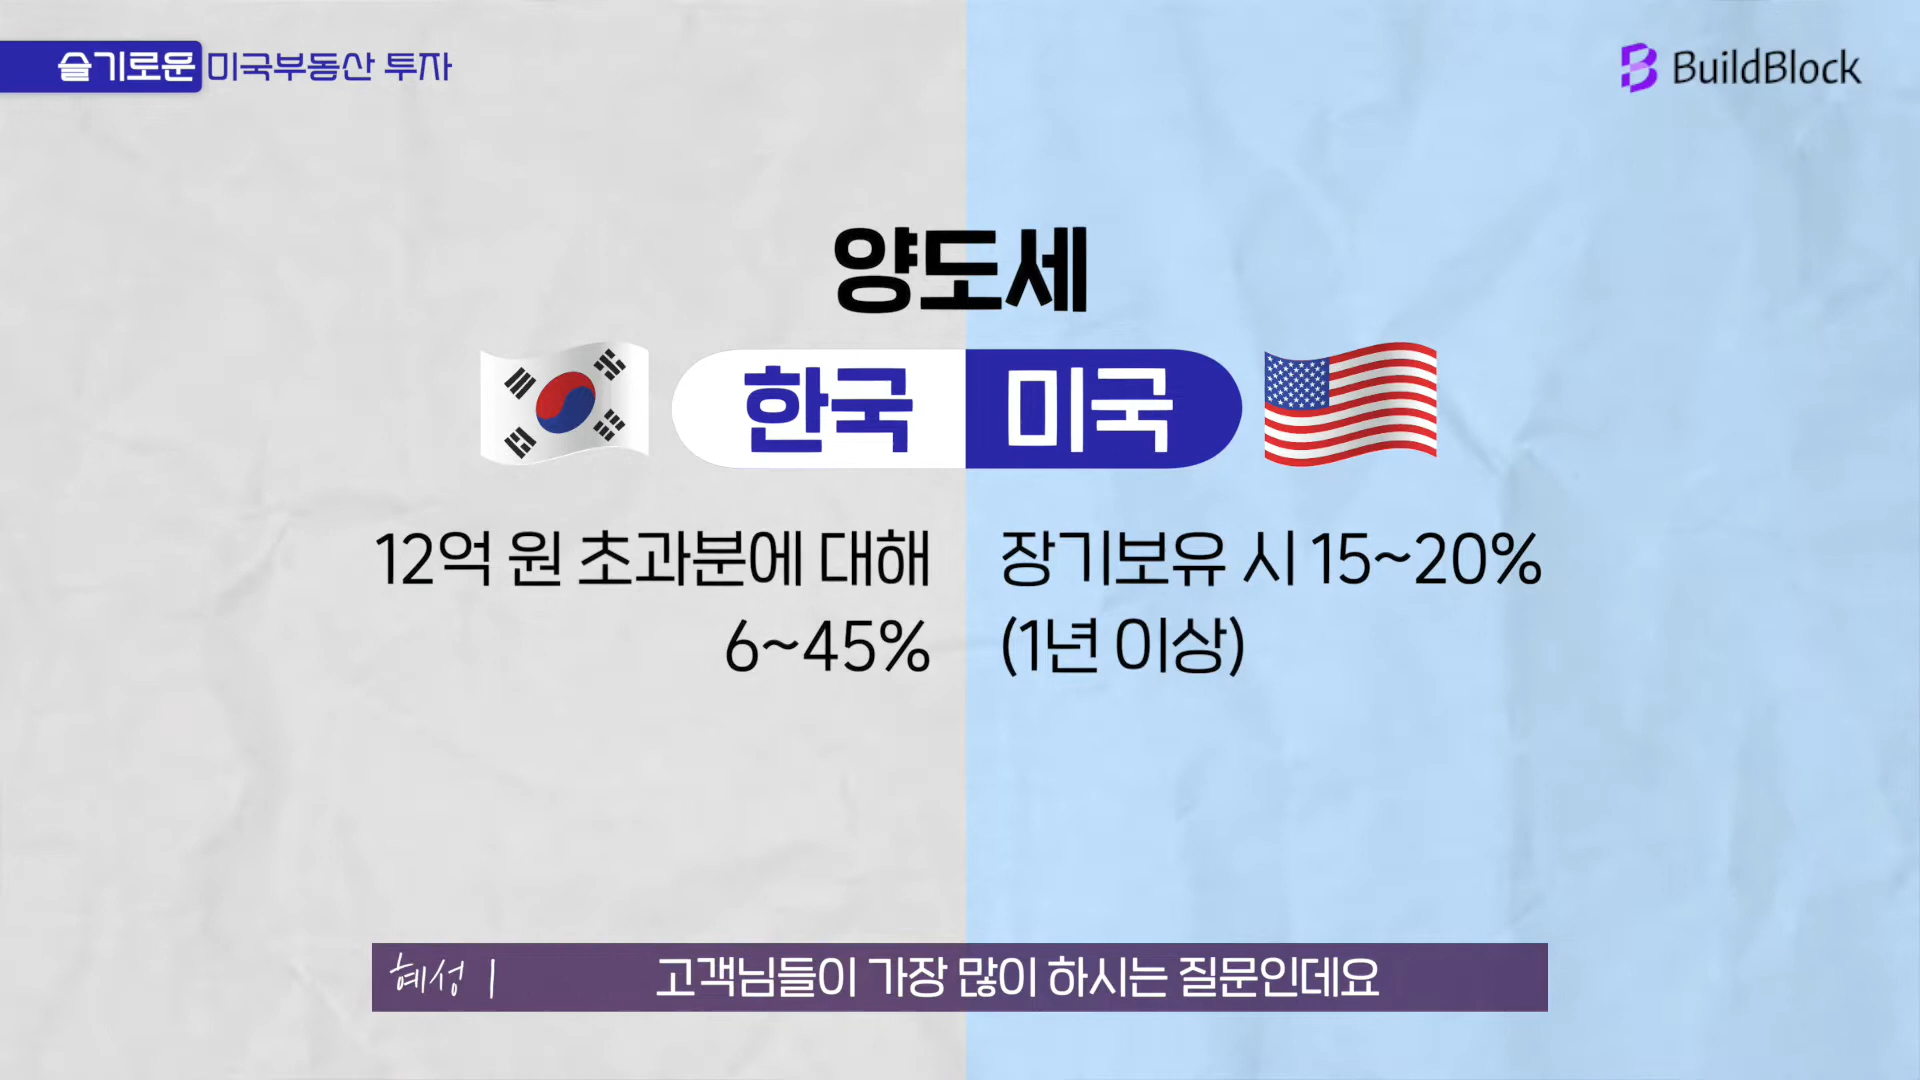 슬기로운 미국부동산 투자
BuildBlock
양도세
한국 미국
12억 원 초과분에 대해
6~45%
장기보유 시 15~20%
(1년 이상)
혜성 | 고객님들이 가장 많이 하시는 질문인데요